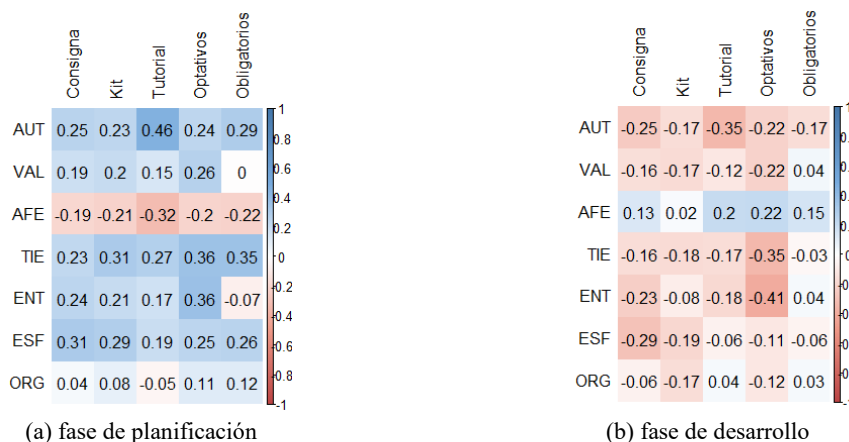 Consigna Kit Tutorial Optativos Obligatorios
AUT 0.25 0.23 0.46 0.24 0.29
VAL 0.19 0.2 0.15 0.26 0
AFE -0.19 -0.21 -0.32 -0.2 -0.22
TIE 0.23 0.31 0.27 0.36 0.35
ENT 0.24 0.21 0.17 0.36 -0.07
ESF 0.31 0.29 0.19 0.25 0.26
ORG 0.04 0.08 -0.05 0.11 0.12
1
0.8
0.6
0.4
0.2
0
-0.2
-0.4
-0.6
-0.8
-1
(a) fase de planificación
Consigna Kit Tutorial Optativos Obligatorios
AUT -0.25 -0.17 -0.35 -0.22 -0.17
VAL -0.16 -0.17 -0.12 -0.22 0.04
AFE 0.13 0.02 0.2 0.22 0.15
TIE -0.16 -0.18 -0.17 -0.35 -0.03
ENT -0.23 -0.08 -0.18 -0.41 0.04
ESF -0.29 -0.19 -0.06 -0.11 -0.06
ORG -0.06 -0.17 0.04 -0.12 0.03
1
0
-1
(b) fase de desarrollo